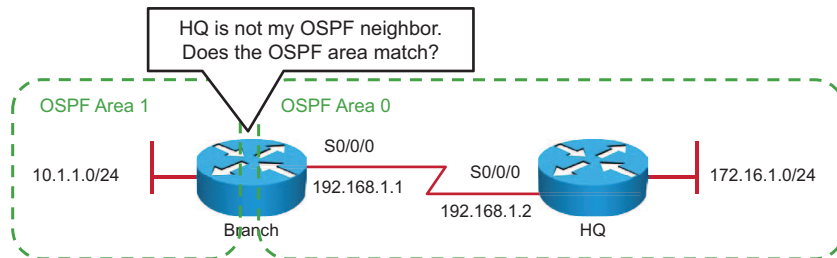 HQ is not my OSPF neighbor.
Does the OSPF area match?
OSPF Area 1
OSPF Area 0
S0/0/0
10.1.1.0/24
S0/0/0
172.16.1.0/24
192.168.1.1
192.168.1.2
Branch
HQ